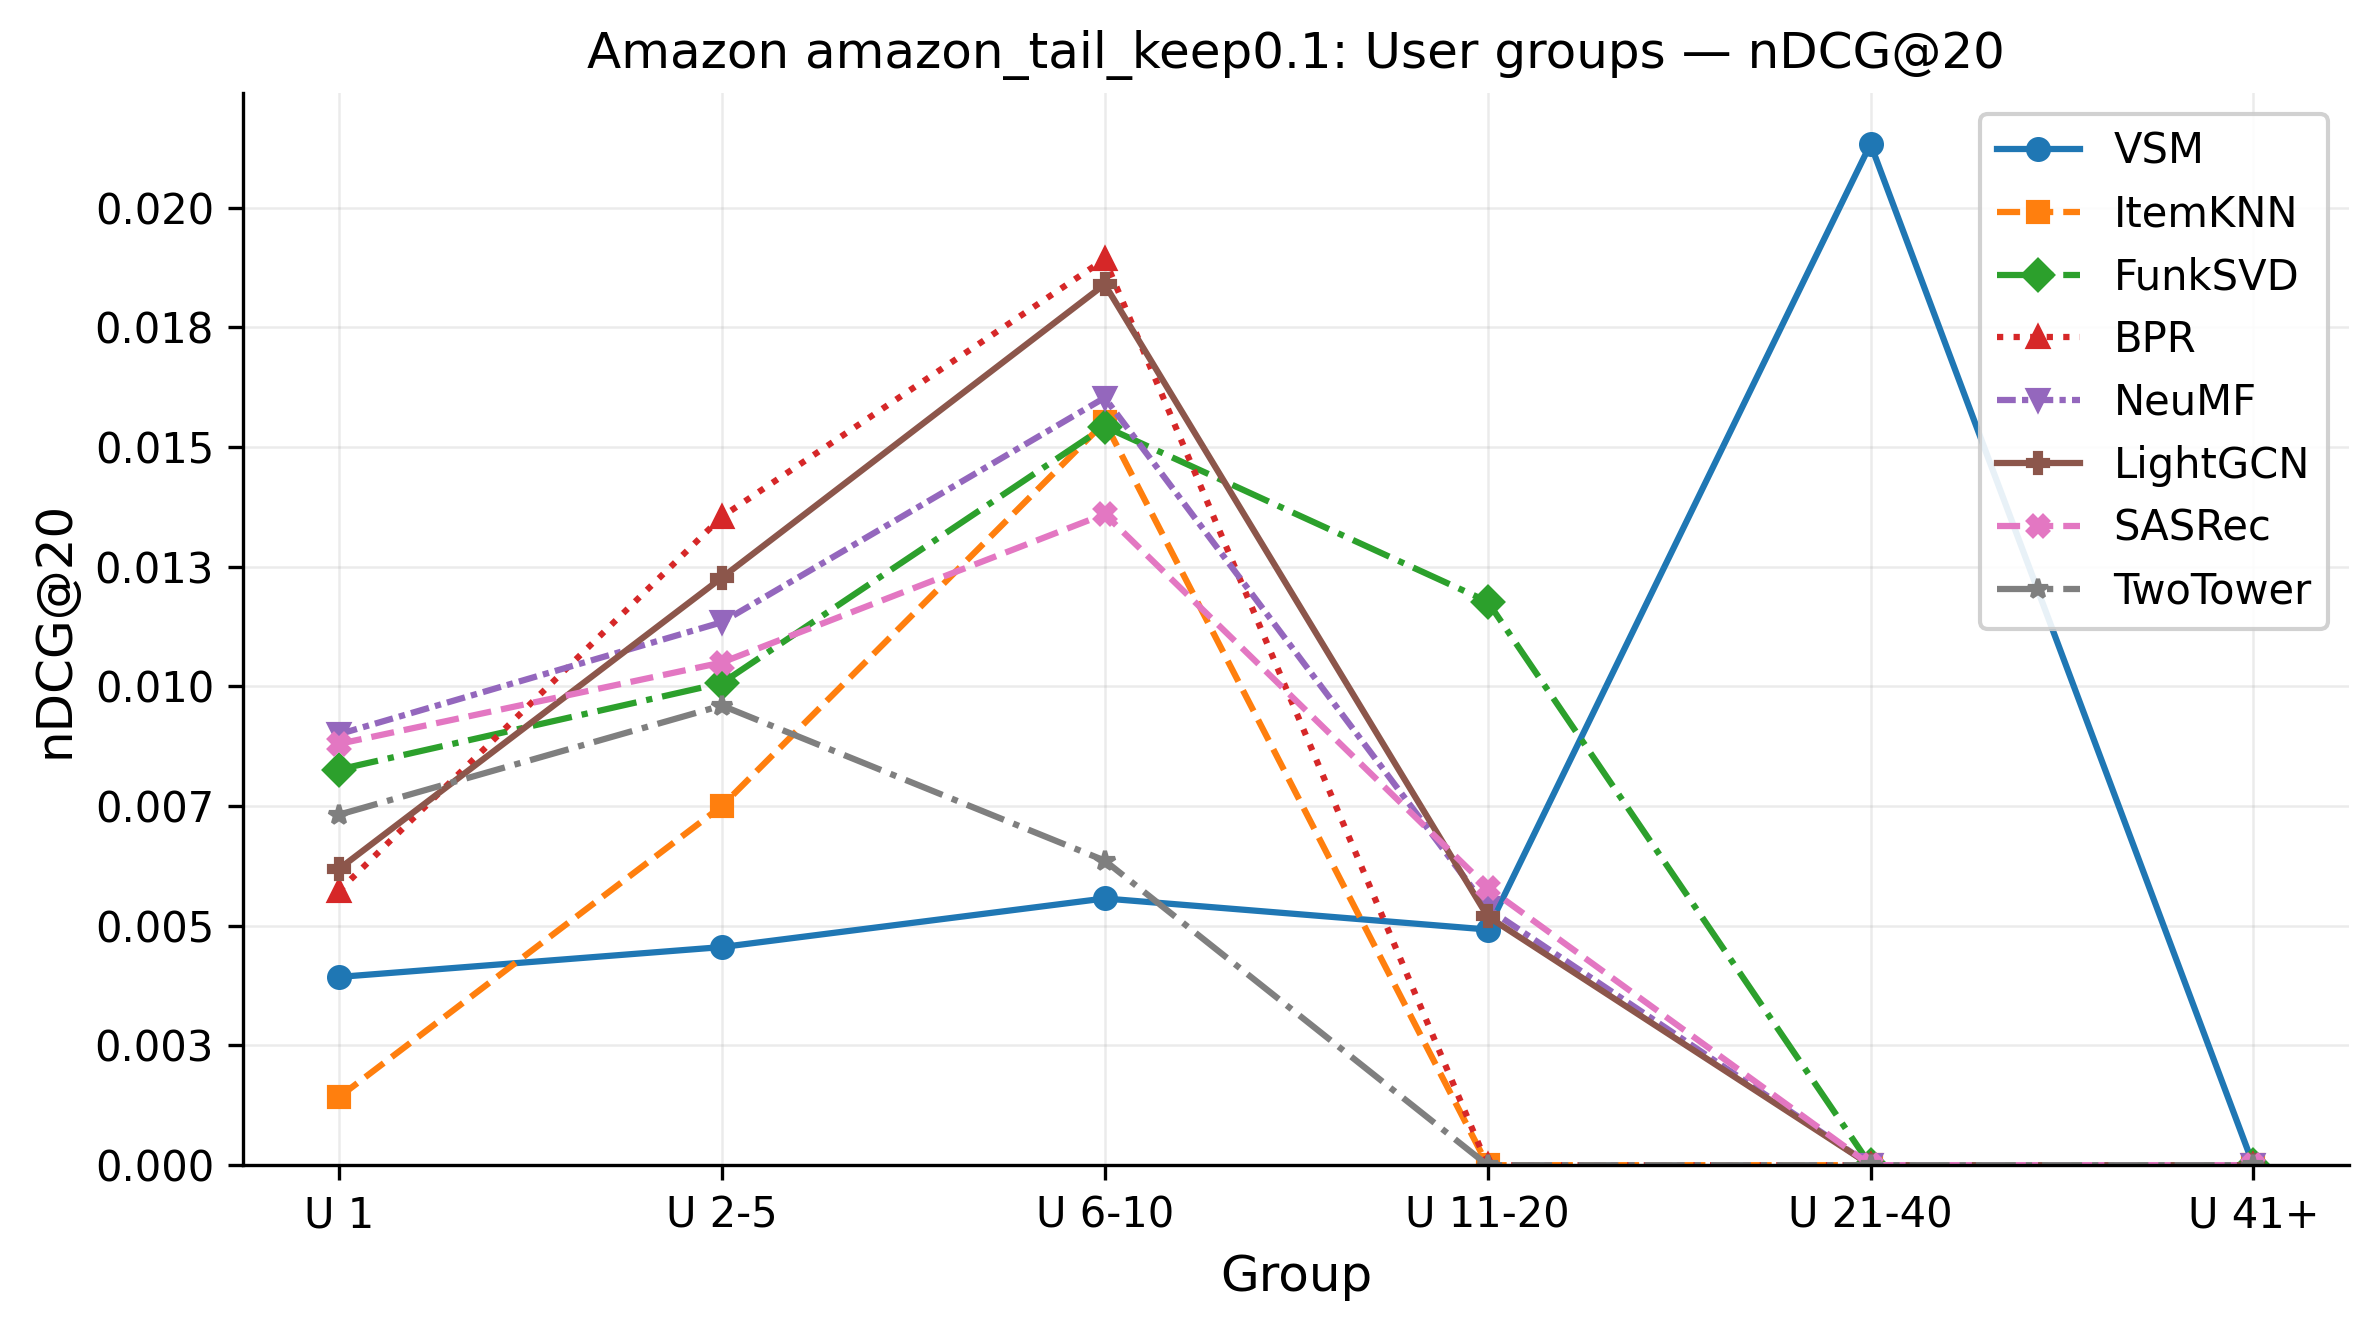 Amazon amazon_tail_keep0.1: User groups — nDCG@20
nDCG@20
0.020
0.018
0.015
0.013
0.010
0.007
0.005
0.003
0.000
VSM
ItemKNN
FunkSVD
BPR
NeuMF
LightGCN
SASRec
TwoTower
U 1 U 2-5 U 6-10 U 11-20 U 21-40 U 41+
Group